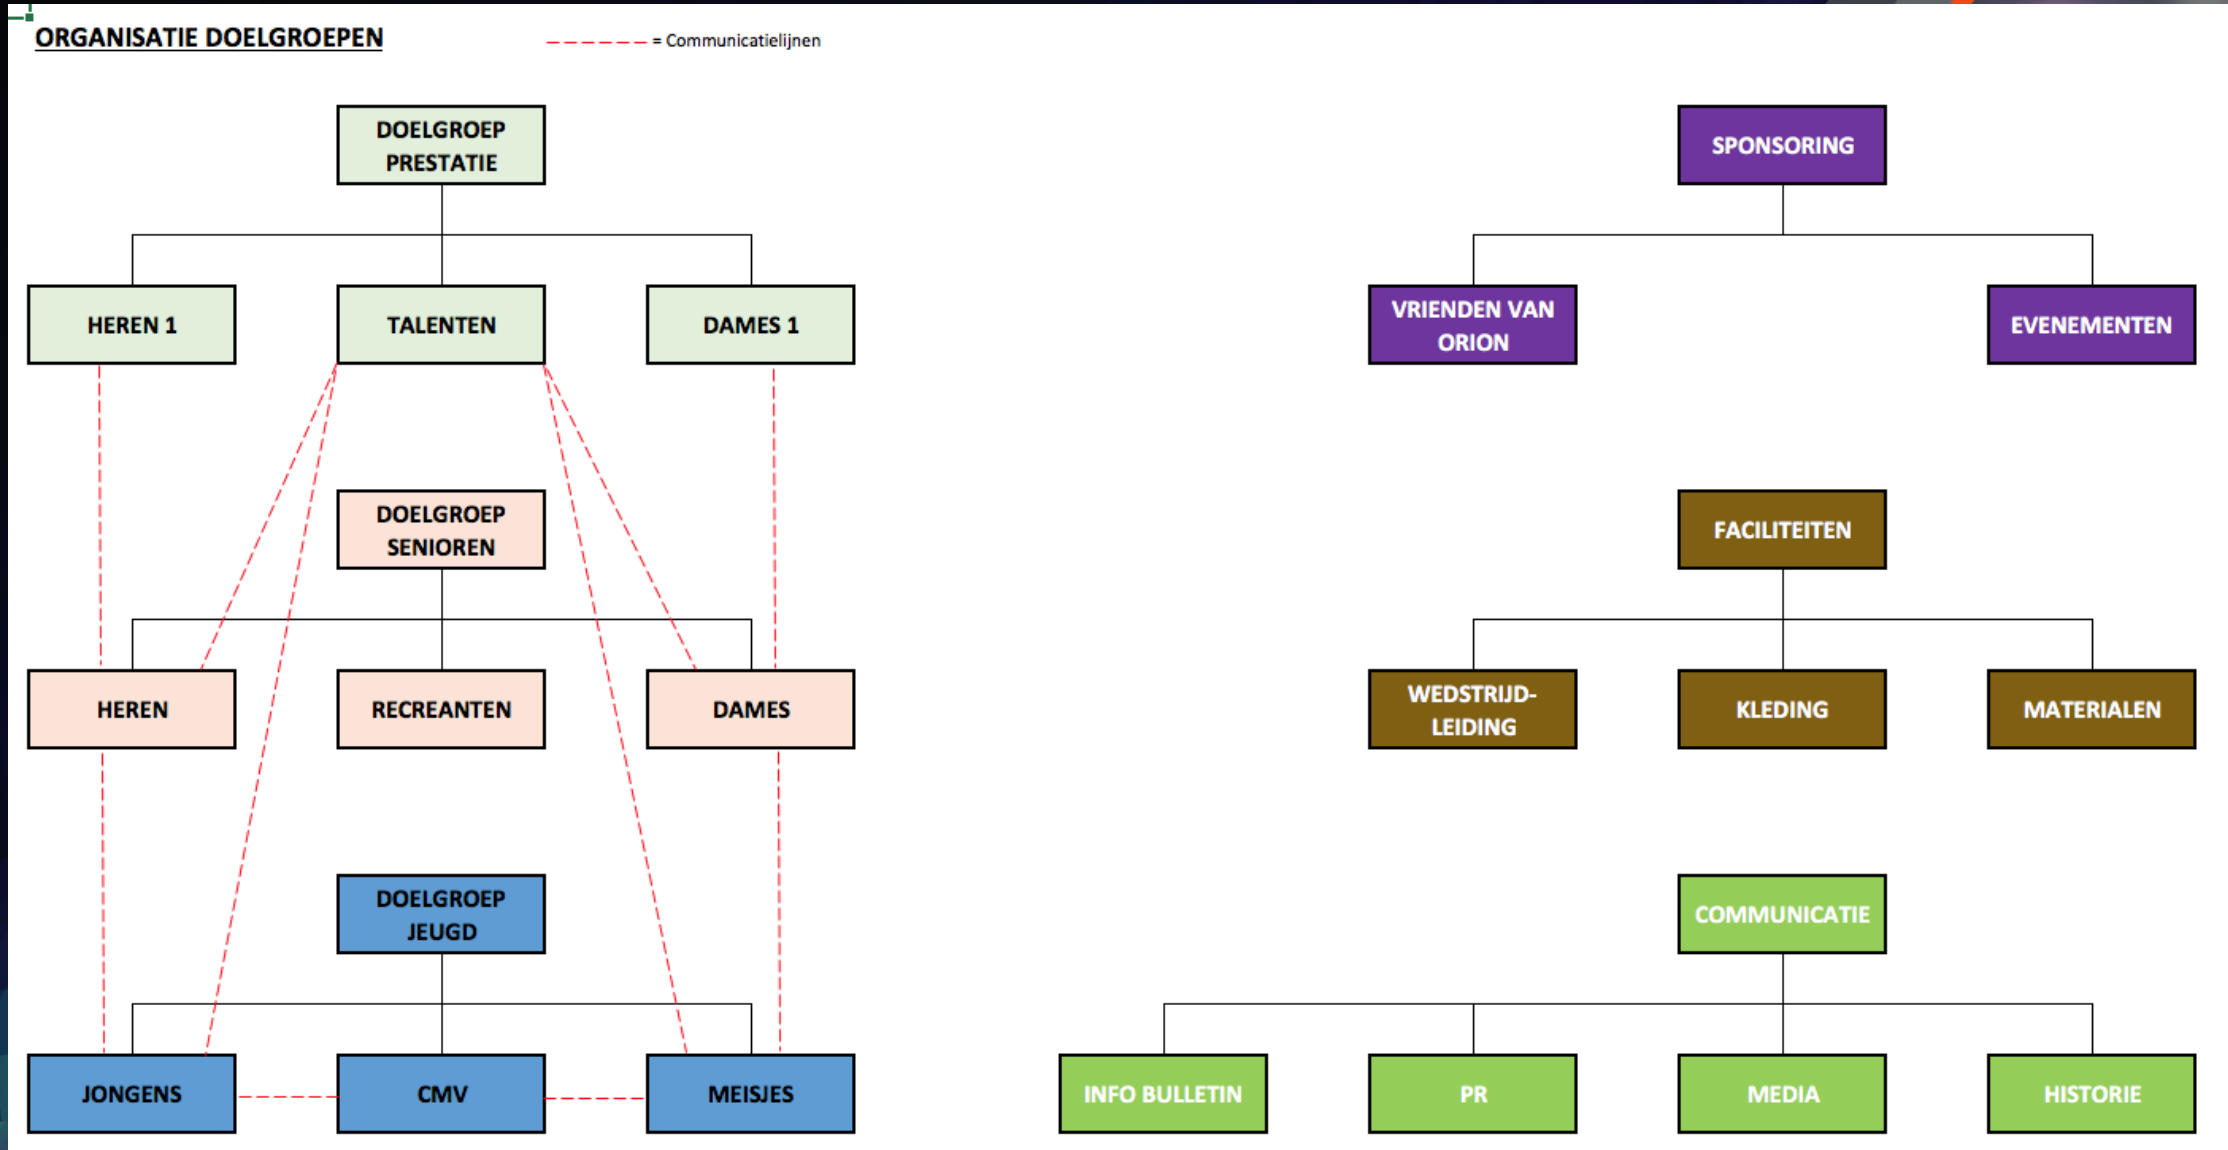 ORGANISATIE DOELGROEPEN
= Communicatielijnen
DOELGROEP
PRESTATIE
HEREN 1
TALENTEN
DAMES 1
DOELGROEP
SENIOREN
HEREN
RECREANTEN
DAMES
DOELGROEP
JEUGD
JONGENS
CMV
MEISJES
SPONSORING
VRIENDEN VAN
ORION
EVENEMENTEN
FACILITEITEN
WEDSTRIJD-
LEIDING
KLEDING
MATERIALEN
COMMUNICATIE
INFO BULLETIN
PR
MEDIA
HISTORIE